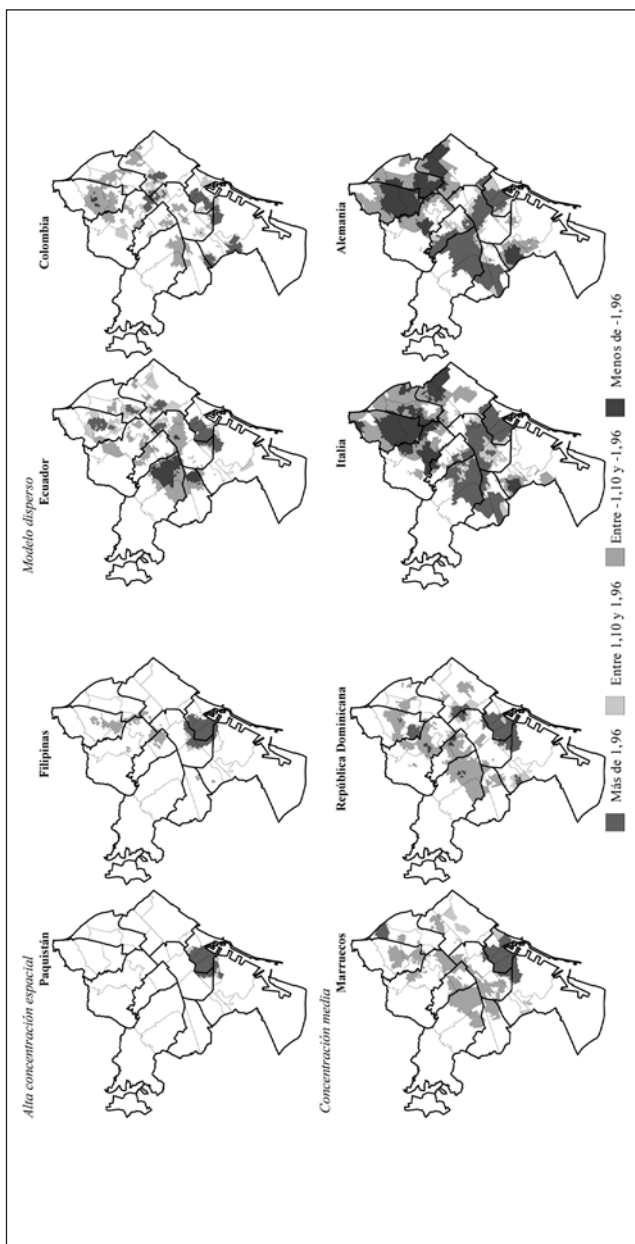 Alta concentración espacial
Modelo disperso
Paquistán
Filipinas
Ecuador
Colombia
Concentración media
Marruecos
República Dominicana
Italia
Alemania
Más de 1,96
Entre 1,10 y 1,96
Entre -1,10 y -1,96
Menos de -1,96